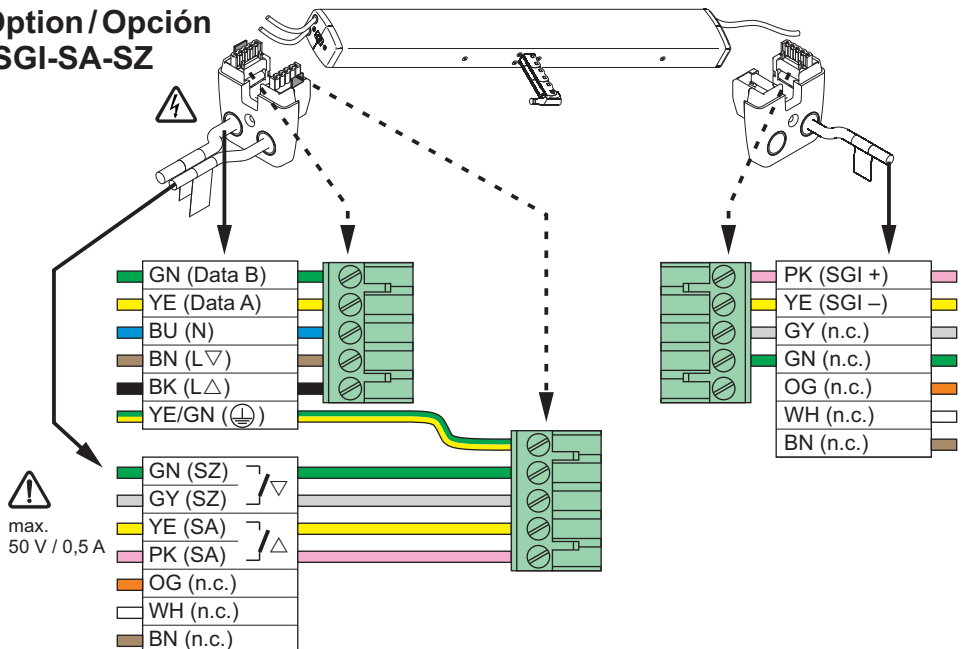 Option / Opción
SGI-SA-SZ
GN (Data B)
YE (Data A)
BU (N)
BN (L▽)
BK (L△)
YE/GN (⏚)
GN (SZ)
GY (SZ)
▽
YE (SA)
PK (SA)
△
OG (n.c.)
WH (n.c.)
BN (n.c.)
max.
50 V / 0,5 A
PK (SGI +)
YE (SGI –)
GY (n.c.)
GN (n.c.)
OG (n.c.)
WH (n.c.)
BN (n.c.)